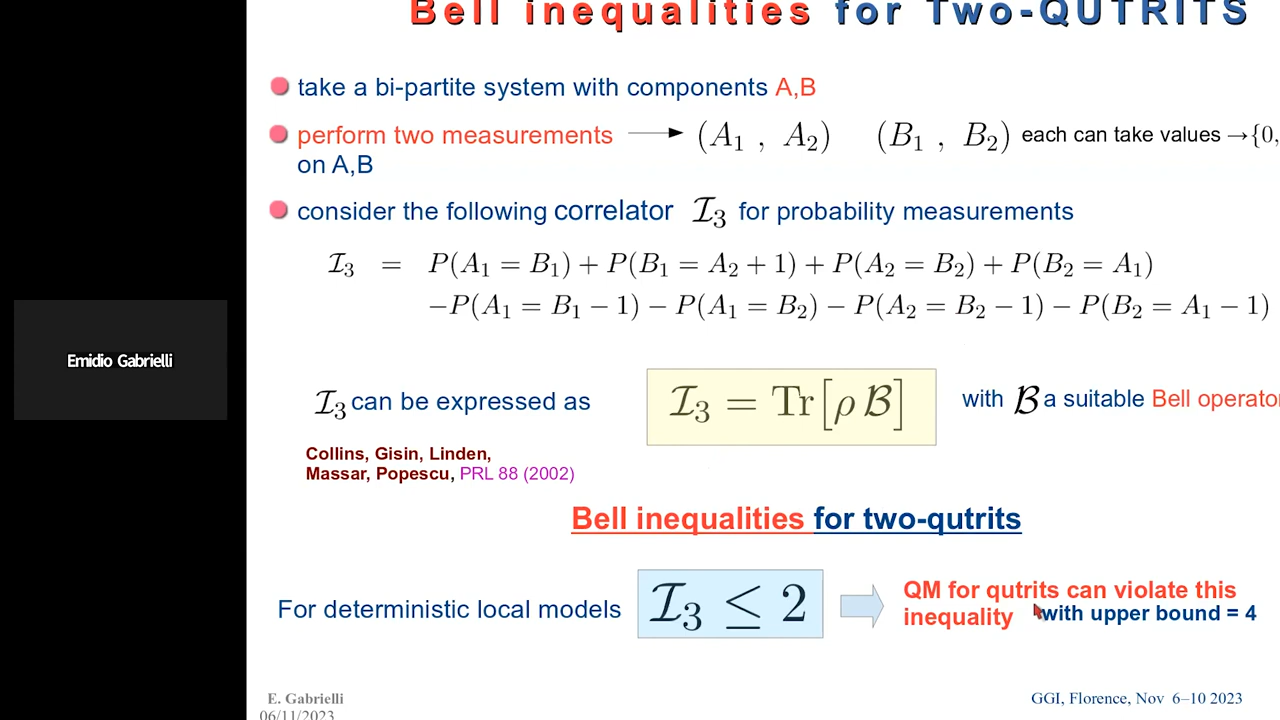 Bell inequalities for Two-QUTRITS
take a bi-partite system with components A,B
perform two measurements → (A₁ , A₂) (B₁ , B₂) each can take values →{0,
on A,B
consider the following correlator 𝓘₃ for probability measurements
𝓘₃ = P(A₁ = B₁) + P(B₁ = A₂ + 1) + P(A₂ = B₂) + P(B₂ = A₁)
−P(A₁ = B₁ − 1) − P(A₁ = B₂) − P(A₂ = B₂ − 1) − P(B₂ = A₁ − 1)
Emidio Gabrielli
𝓘₃ can be expressed as 𝓘₃ = Tr[ρ 𝓑] with 𝓑 a suitable Bell operato
Collins, Gisin, Linden,
Massar, Popescu, PRL 88 (2002)
Bell inequalities for two-qutrits
For deterministic local models 𝓘₃ ≤ 2 QM for qutrits can violate this
inequality with upper bound = 4
E. Gabrielli GGI, Florence, Nov 6–10 2023
06/11/2023